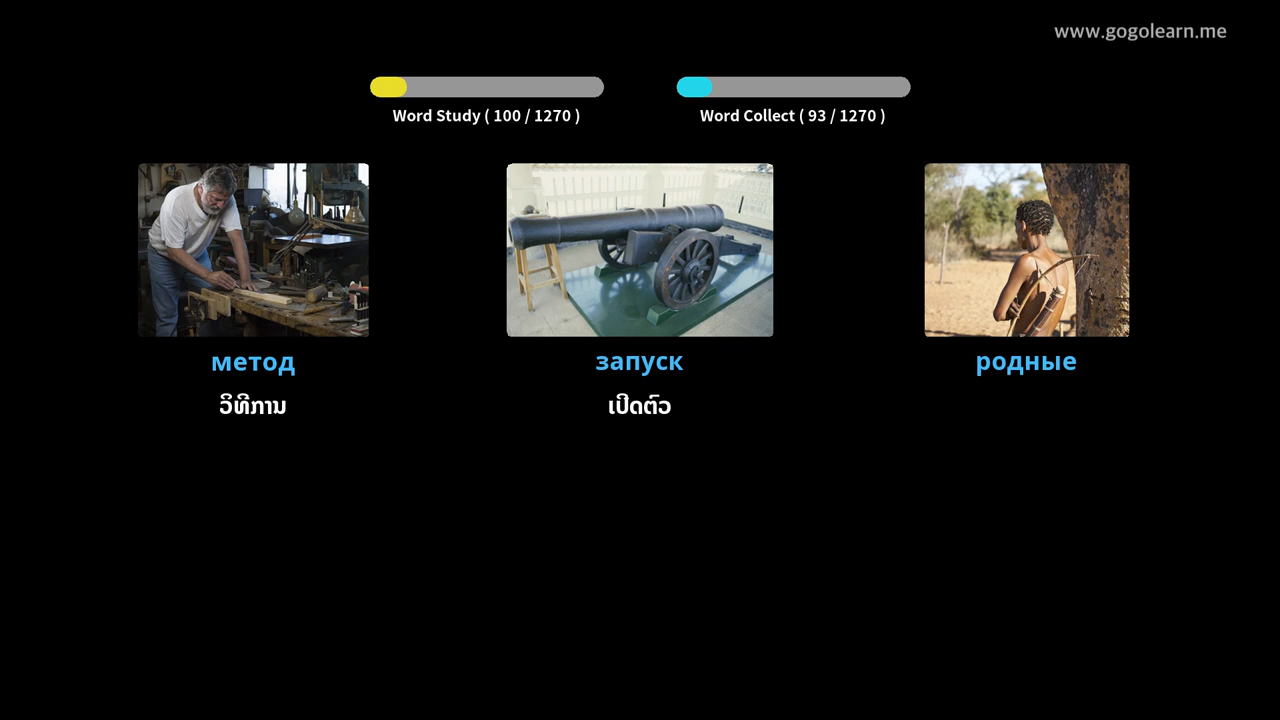 www.gogolearn.me
Word Study ( 100 / 1270 )
Word Collect ( 93 / 1270 )
метод
запуск
родные
ວິທີການ
ເປີດຕົວ